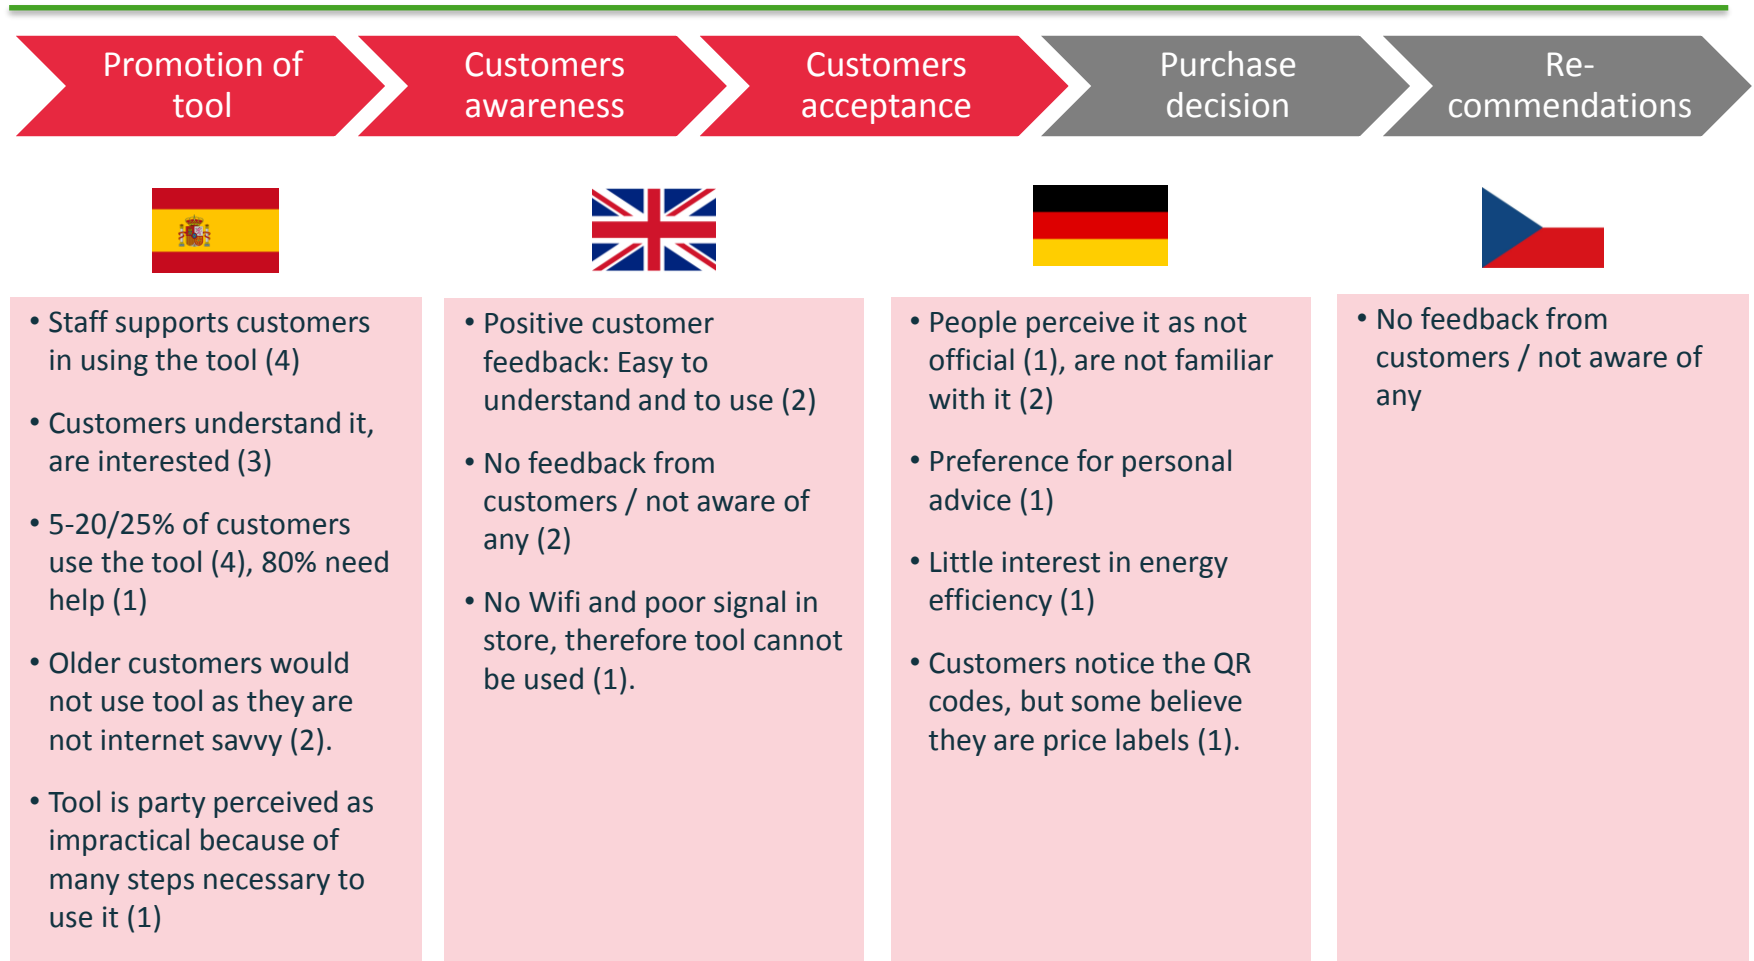 Promotion of
tool
Customers
awareness
Customers
acceptance
Purchase
decision
Re-
commendations
• Staff supports customers
in using the tool (4)
• Customers understand it,
are interested (3)
• 5-20/25% of customers
use the tool (4), 80% need
help (1)
• Older customers would
not use tool as they are
not internet savvy (2).
• Tool is party perceived as
impractical because of
many steps necessary to
use it (1)
• Positive customer
feedback: Easy to
understand and to use (2)
• No feedback from
customers / not aware of
any (2)
• No Wifi and poor signal in
store, therefore tool cannot
be used (1).
• People perceive it as not
official (1), are not familiar
with it (2)
• Preference for personal
advice (1)
• Little interest in energy
efficiency (1)
• Customers notice the QR
codes, but some believe
they are price labels (1).
• No feedback from
customers / not aware of
any